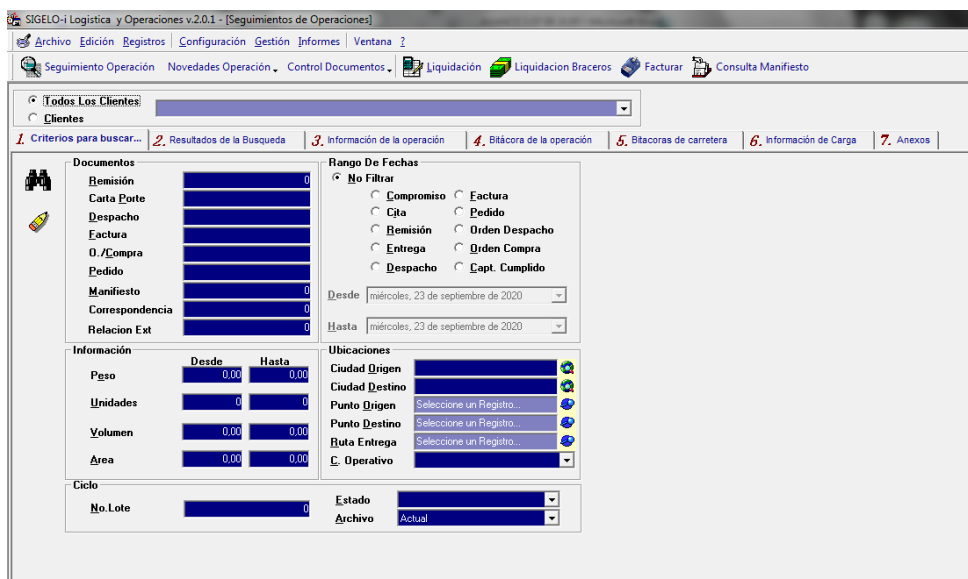 SIGELO-i Logistica y Operaciones v.2.0.1 - [Seguimientos de Operaciones]
Archivo Edición Registros Configuración Gestión Informes Ventana ?
Seguimiento Operación Novedades Operación Control Documentos Liquidación Liquidacion Braceros Facturar Consulta Manifiesto
Todos Los Clientes
Clientes
1. Criterios para buscar... 2. Resultados de la Busqueda 3. Información de la operación 4. Bitácora de la operación 5. Bitacoras de carretera 6. Información de Carga 7. Anexos
Documentos
Remisión 0
Carta Porte
Despacho
Factura
O./Compra
Pedido
Manifiesto 0
Correspondencia 0
Relacion Ext 0
Rango De Fechas
No Filtrar
Compromiso Factura
Cita Pedido
Remisión Orden Despacho
Entrega Orden Compra
Despacho Capt. Cumplido
Desde miércoles, 23 de septiembre de 2020
Hasta miércoles, 23 de septiembre de 2020
Información
Desde Hasta
Peso 0,00 0,00
Unidades 0 0
Volumen 0,00 0,00
Area 0,00 0,00
Ubicaciones
Ciudad Origen
Ciudad Destino
Punto Origen Seleccione un Registro...
Punto Destino Seleccione un Registro...
Ruta Entrega Seleccione un Registro...
C. Operativo
Ciclo
No.Lote 0
Estado
Archivo Actual